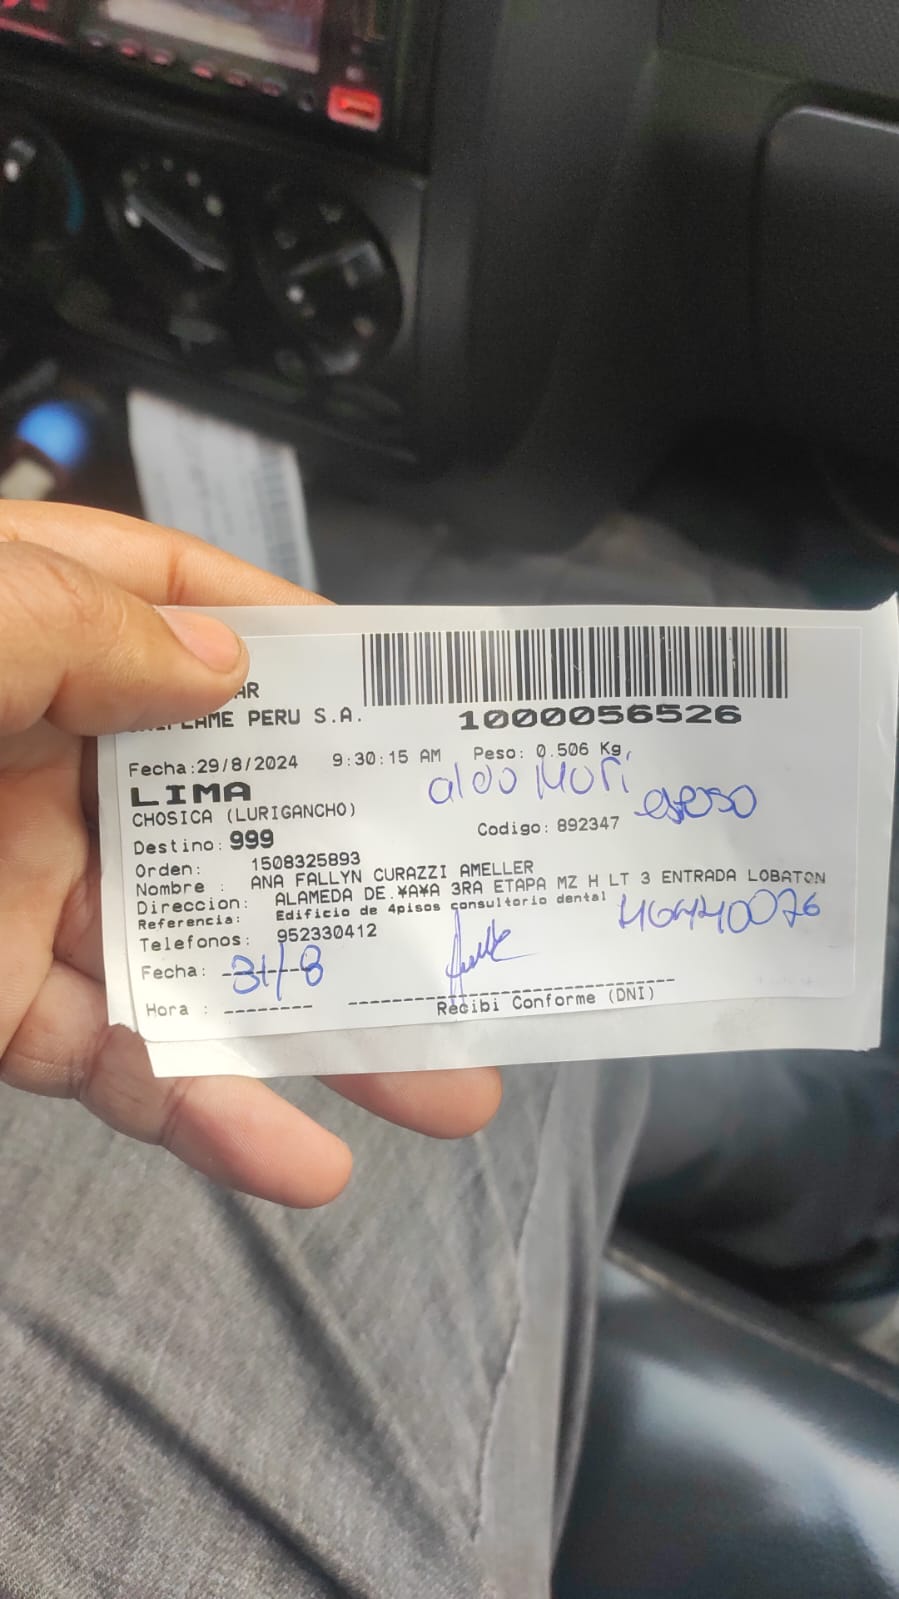 AR
PERU S.A.
1000056526
Fecha:29/8/2024 9:30:15 AM Peso: 0.506 Kg
LIMA
aldo Mori
esposo
CHOSICA (LURIGANCHO)
Codigo: 892347
Destino: 999
Orden: 1508325893
Nombre : ANA FALLYN CURAZZI AMELLER
Direccion: ALAMEDA DE ¥A¥A 3RA ETAPA MZ H LT 3 ENTRADA LOBATON
Referencia: Edificio de 4pisos consultorio dental
Telefonos: 952330412
Fecha: 31/8
Hora :
Recibi Conforme (DNI)